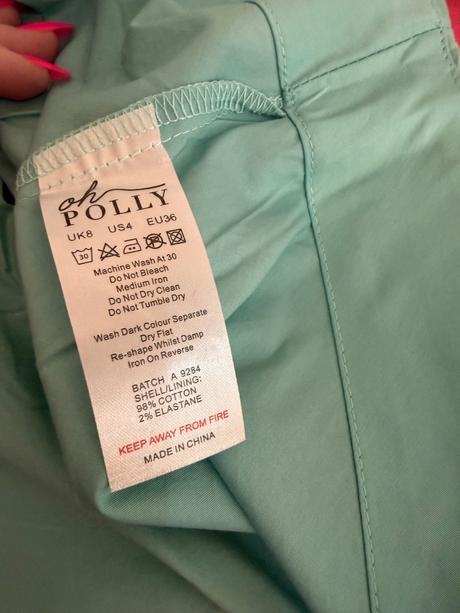 oh
POLLY
UK8 US4 EU36
30
Machine Wash At 30
Do Not Bleach
Medium Iron
Do Not Dry Clean
Do Not Tumble Dry
Wash Dark Colour Separate
Dry Flat
Re-shape Whilst Damp
Iron On Reverse
BATCH A 9284
SHELL/LINING:
98% COTTON
2% ELASTANE
KEEP AWAY FROM FIRE
MADE IN CHINA